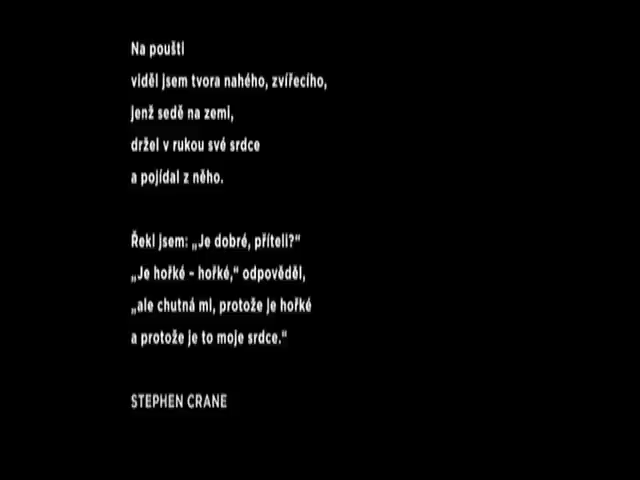 Na poušti
viděl jsem tvora nahého, zvířecího,
jenž sedě na zemi,
držel v rukou své srdce
a pojídal z něho.
Řekl jsem: „Je dobré, příteli?“
„Je hořké - hořké,“ odpověděl,
„ale chutná mi, protože je hořké
a protože je to moje srdce.“
STEPHEN CRANE